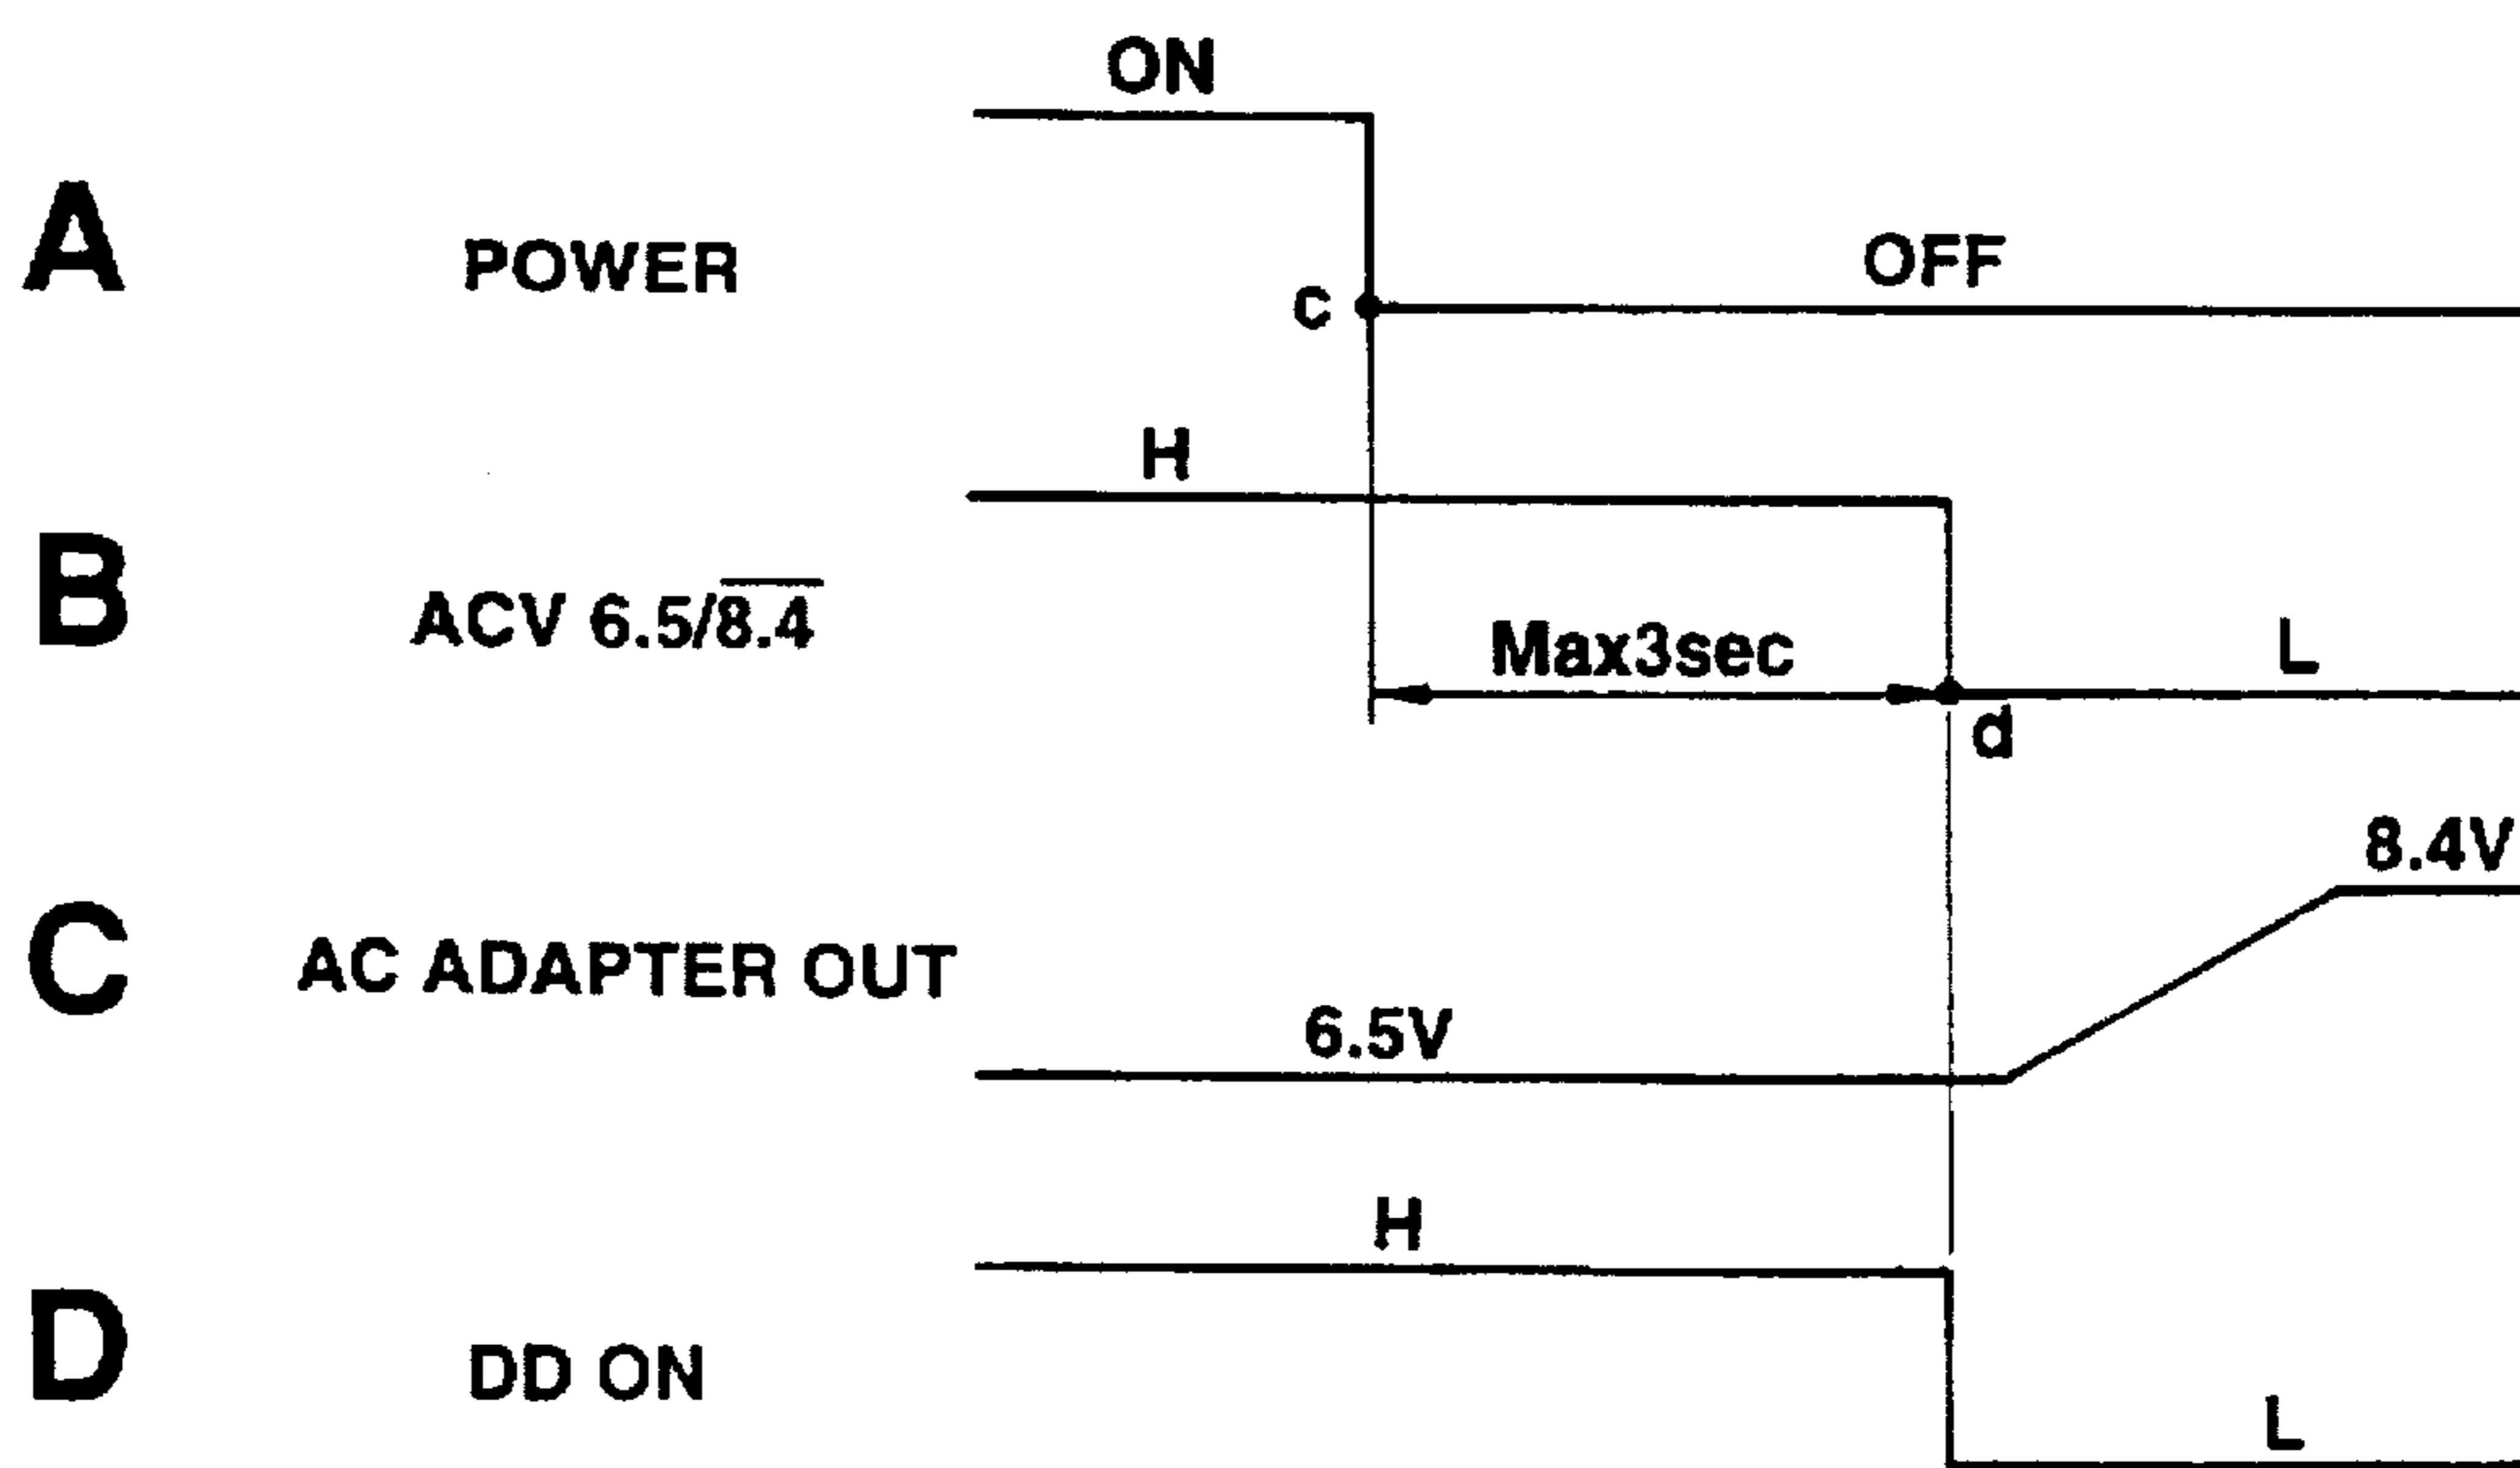 ON
A
POWER
OFF
c
H
B
ACV 6.5/8.4
Max3sec
L
d
8.4V
C
AC ADAPTER OUT
6.5V
H
D
DD ON
L